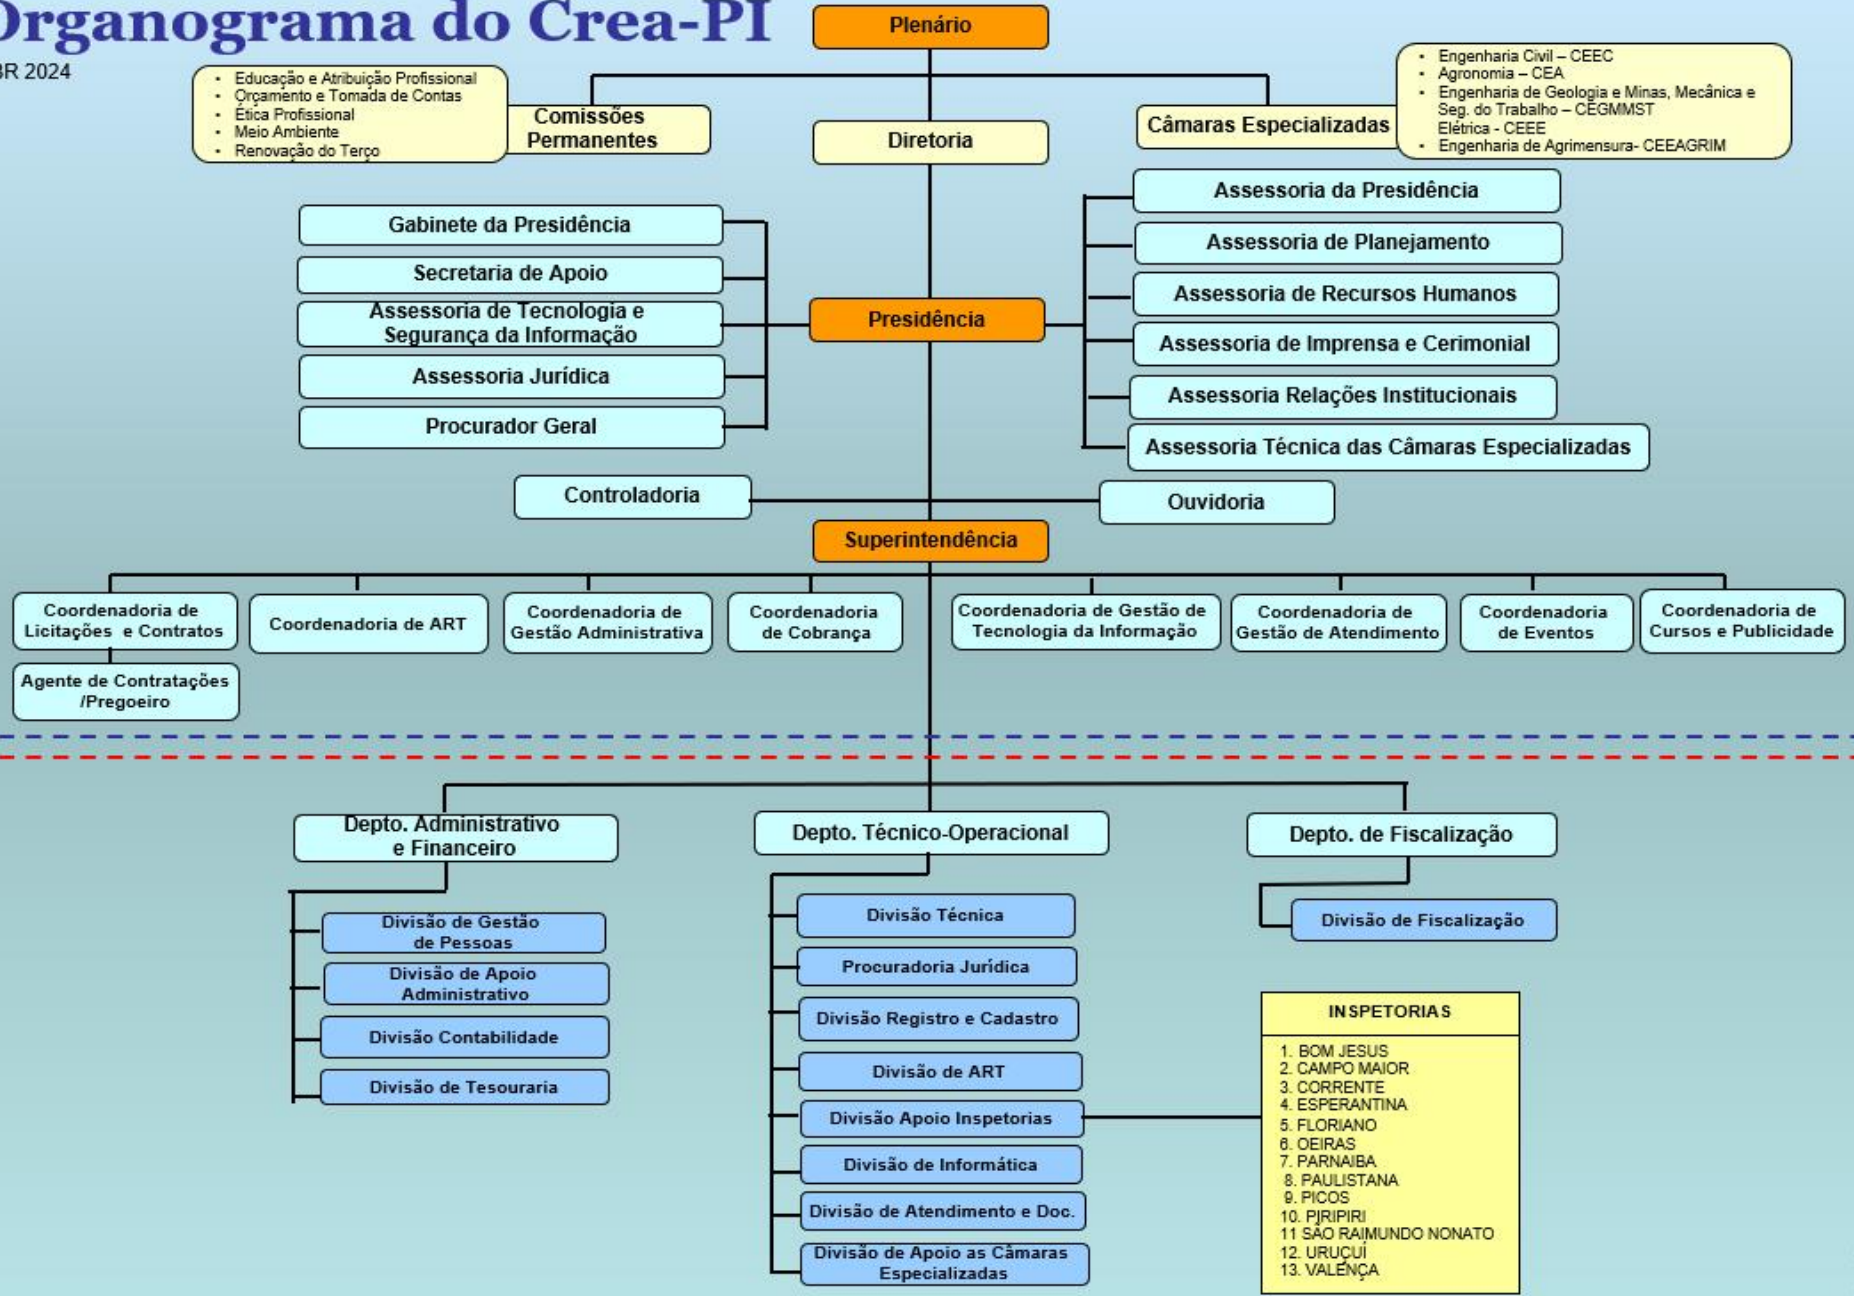 Organograma do Crea-PI
BR 2024
Plenário
• Educação e Atribuição Profissional
• Orçamento e Tomada de Contas
• Ética Profissional
• Meio Ambiente
• Renovação do Terço
Comissões
Permanentes
Diretoria
Câmaras Especializadas
• Engenharia Civil – CEEC
• Agronomia – CEA
• Engenharia de Geologia e Minas, Mecânica e
Seg. do Trabalho – CEGMMST
Elétrica - CEEE
• Engenharia de Agrimensura- CEEAGRIM
Gabinete da Presidência
Secretaria de Apoio
Assessoria de Tecnologia e
Segurança da Informação
Assessoria Jurídica
Procurador Geral
Presidência
Assessoria da Presidência
Assessoria de Planejamento
Assessoria de Recursos Humanos
Assessoria de Imprensa e Cerimonial
Assessoria Relações Institucionais
Assessoria Técnica das Câmaras Especializadas
Controladoria
Ouvidoria
Superintendência
Coordenadoria de
Licitações e Contratos
Agente de Contratações
/Pregoeiro
Coordenadoria de ART
Coordenadoria de
Gestão Administrativa
Coordenadoria
de Cobrança
Coordenadoria de Gestão de
Tecnologia da Informação
Coordenadoria de
Gestão de Atendimento
Coordenadoria
de Eventos
Coordenadoria de
Cursos e Publicidade
Depto. Administrativo
e Financeiro
Divisão de Gestão
de Pessoas
Divisão de Apoio
Administrativo
Divisão Contabilidade
Divisão de Tesouraria
Depto. Técnico-Operacional
Divisão Técnica
Procuradoria Jurídica
Divisão Registro e Cadastro
Divisão de ART
Divisão Apoio Inspetorias
Divisão de Informática
Divisão de Atendimento e Doc.
Divisão de Apoio as Câmaras
Especializadas
Depto. de Fiscalização
Divisão de Fiscalização
INSPETORIAS
1. BOM JESUS
2. CAMPO MAIOR
3. CORRENTE
4. ESPERANTINA
5. FLORIANO
6. OEIRAS
7. PARNAIBA
8. PAULISTANA
9. PICOS
10. PIRIPIRI
11 SÃO RAIMUNDO NONATO
12. URUÇUÍ
13. VALENÇA